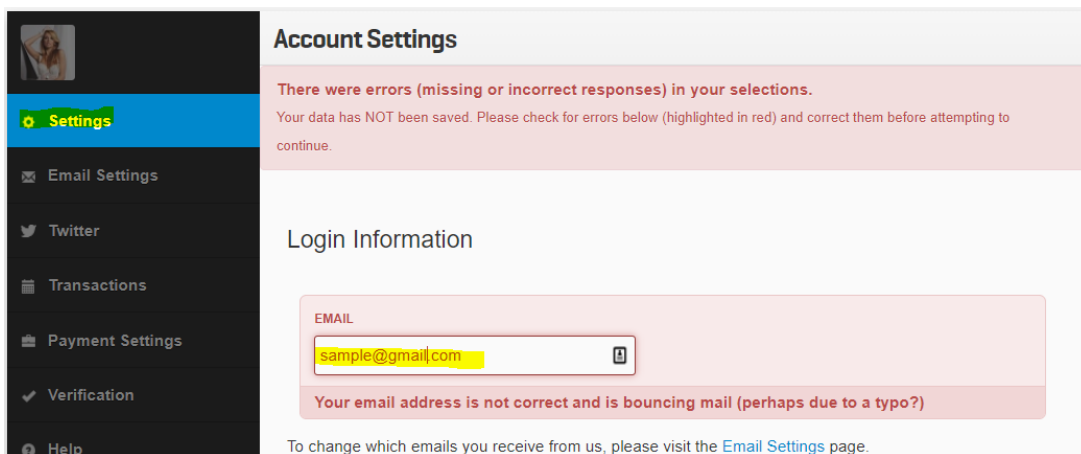 Account Settings
There were errors (missing or incorrect responses) in your selections.
Your data has NOT been saved. Please check for errors below (highlighted in red) and correct them before attempting to
continue.
Settings
Email Settings
Twitter
Transactions
Payment Settings
Verification
Help
Login Information
EMAIL
sample@gmail.com
Your email address is not correct and is bouncing mail (perhaps due to a typo?)
To change which emails you receive from us, please visit the Email Settings page.